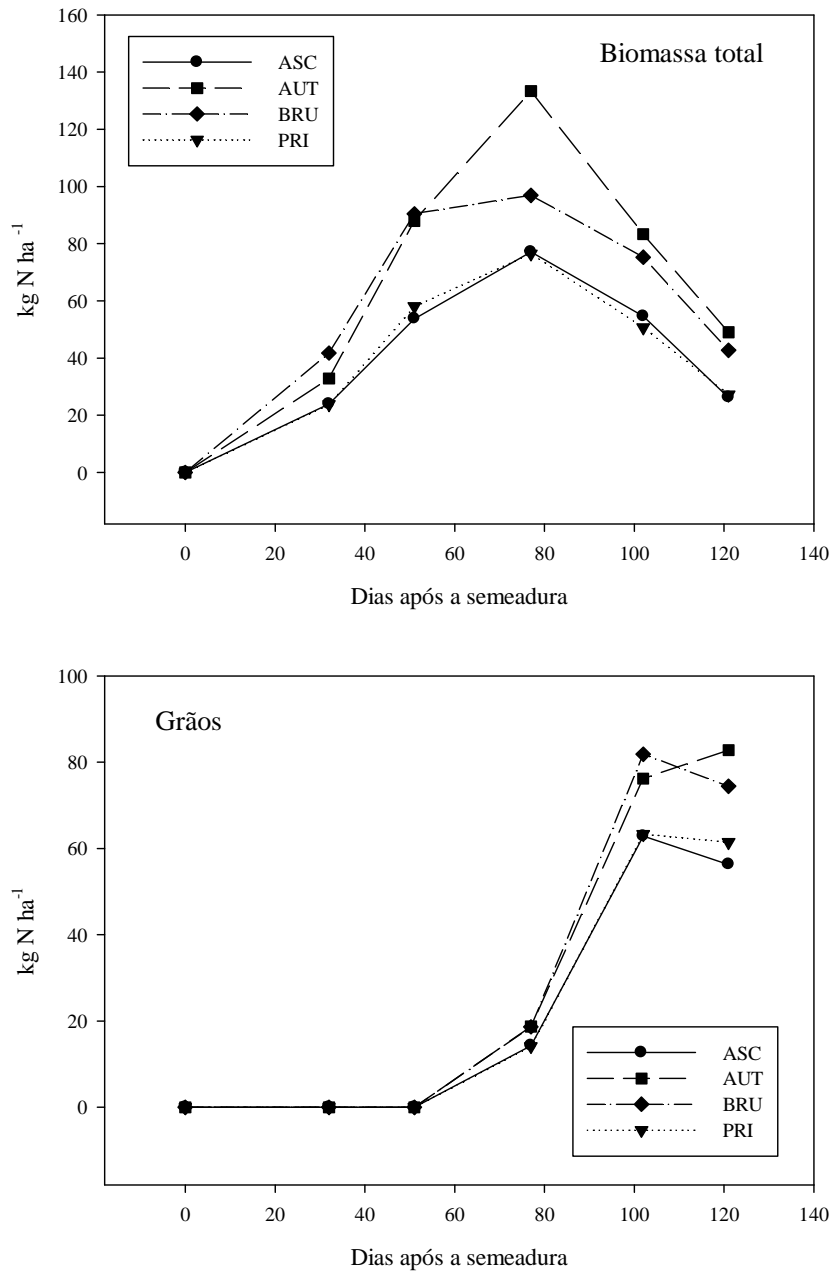 160
140
120
100
80
60
40
20
0
kg N ha -1
ASC
AUT
BRU
PRI
Biomassa total
0 20 40 60 80 100 120 140
Dias após a semeadura
100
80
60
40
20
0
kg N ha-1
Grãos
ASC
AUT
BRU
PRI
0 20 40 60 80 100 120 140
Dias após a semeadura